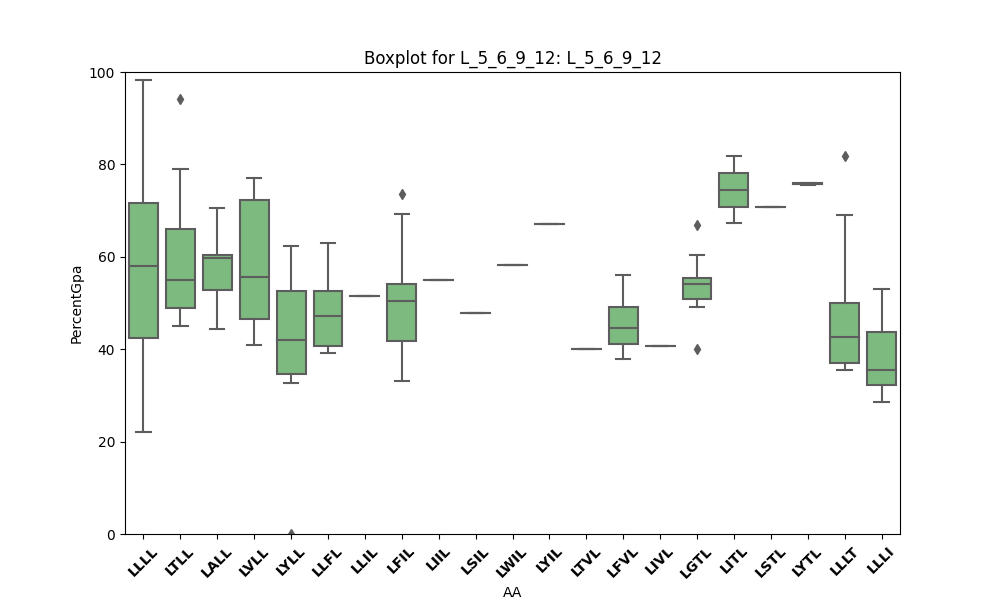 Boxplot for L_5_6_9_12: L_5_6_9_12
100
80
60
40
20
0
PercentGpa
LLLL LTLL LALL LVLL LYLL LLFL LLIL LFIL LIIL LSIL LWIL LYIL LTVL LFVL LIVL LGTL LITL LSTL LYTL LLLT LLLI
AA